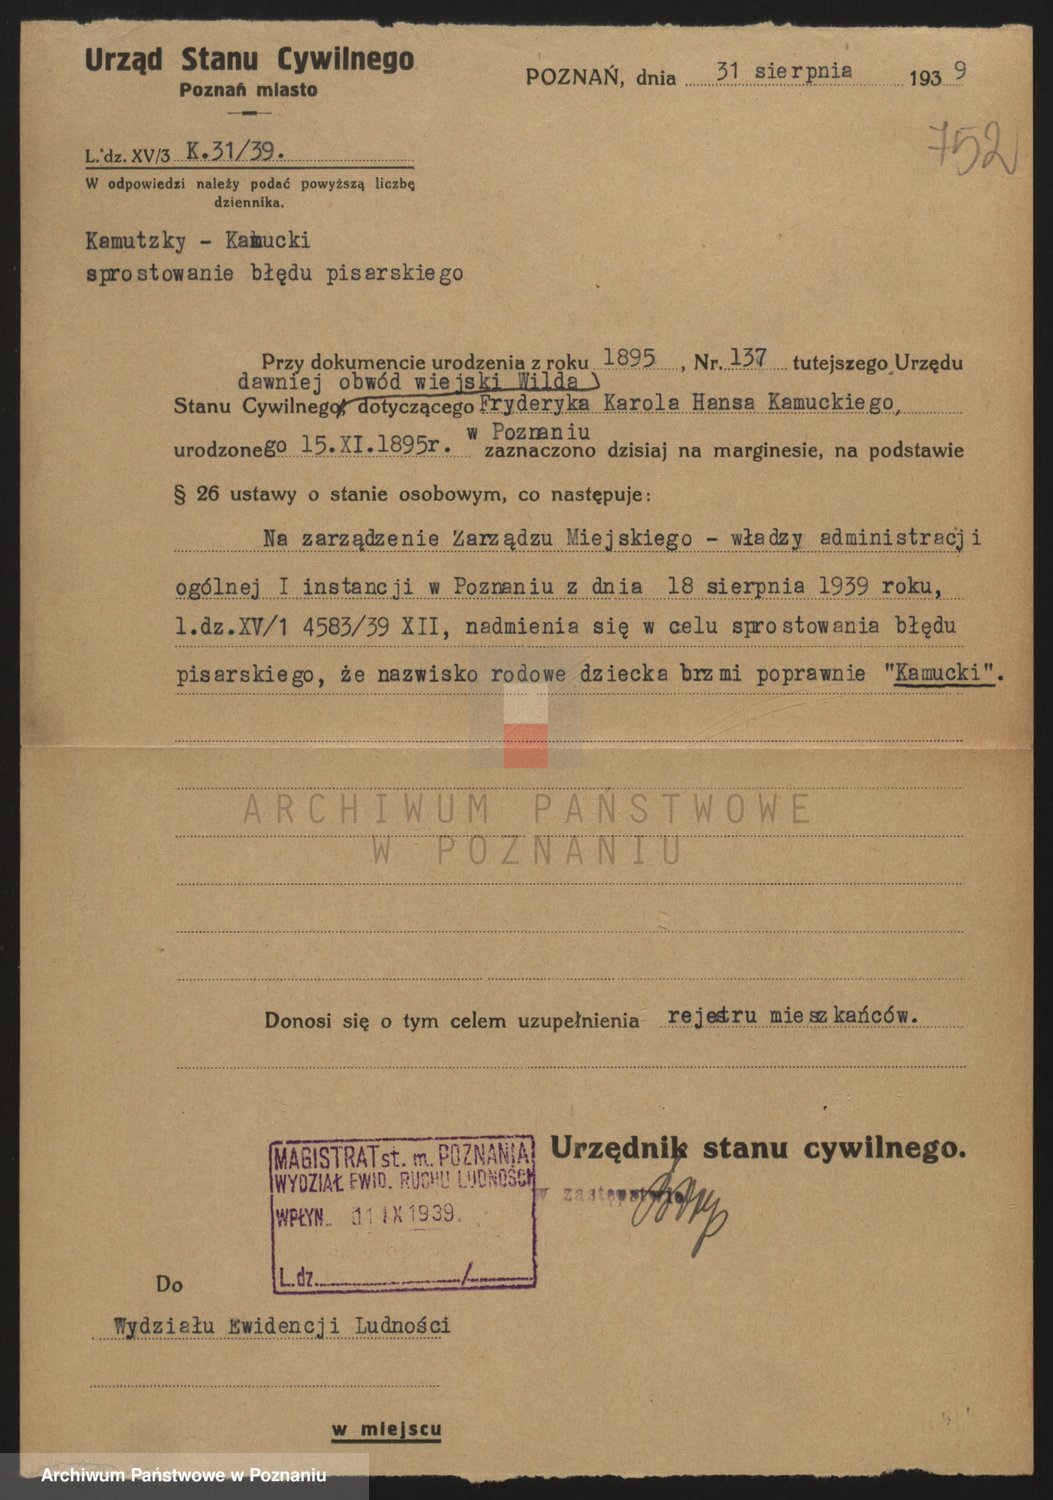 Urząd Stanu Cywilnego
Poznań miasto
POZNAŃ, dnia 31 sierpnia 1939
752
L. dz. XV/3 K.31/39.
W odpowiedzi należy podać powyższą liczbę
dziennika.
Kamutzky - Kamucki
sprostowanie błędu pisarskiego
Przy dokumencie urodzenia z roku 1895, Nr. 137 tutejszego Urzędu
dawniej obwód wiejski Wilda
Stanu Cywilnego, dotyczącego Fryderyka Karola Hansa Kamuckiego,
w Poznaniu
urodzonego 15.XI.1895r. zaznaczono dzisiaj na marginesie, na podstawie
§ 26 ustawy o stanie osobowym, co następuje:
Na zarządzenie Zarządzu Miejskiego - władzy administracji
ogólnej I instancji w Poznaniu z dnia 18 sierpnia 1939 roku,
l.dz.XV/1 4583/39 XII, nadmienia się w celu sprostowania błędu
pisarskiego, że nazwisko rodowe dziecka brzmi poprawnie "Kamucki".
ARCHIWUM PAŃSTWOWE
W POZNANIU
Donosi się o tym celem uzupełnienia rejestru mieszkańców.
Urzędnik stanu cywilnego.
w zastępstwie
MAGISTRAT st. m. POZNANIA
WYDZIAŁ EWID. RUCHU LUDNOŚCI
WPŁYN. 11 IX 1939.
L.dz. /
Do
Wydziału Ewidencji Ludności
w miejscu
Archiwum Państwowe w Poznaniu